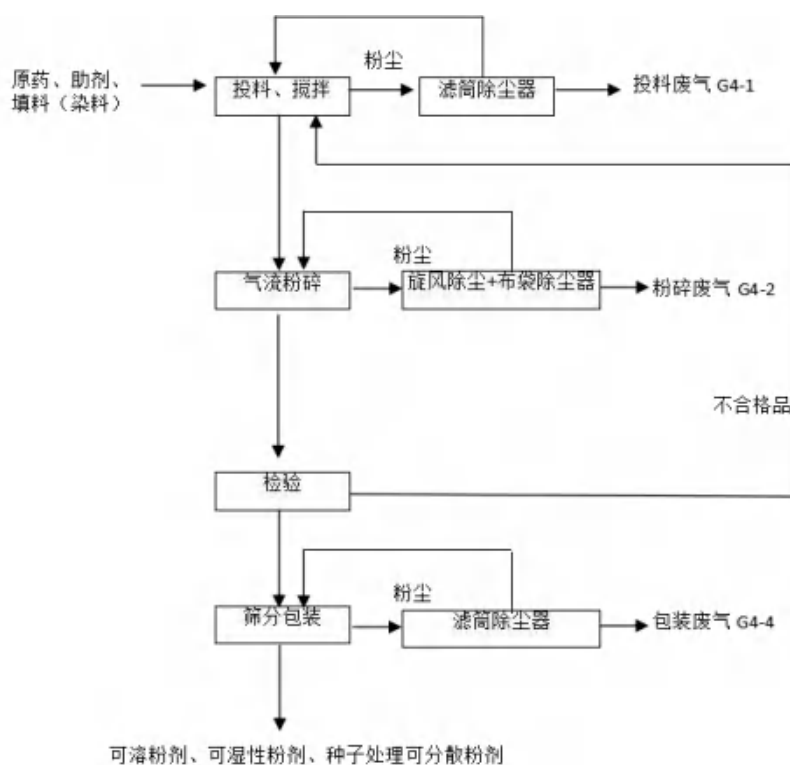 粉尘
原药、助剂、
填料（染料）
投料、搅拌
滤筒除尘器
投料废气 G4-1
粉尘
气流粉碎
旋风除尘+布袋除尘器
粉碎废气 G4-2
不合格品
检验
粉尘
筛分包装
滤筒除尘器
包装废气 G4-4
可溶粉剂、可湿性粉剂、种子处理可分散粉剂